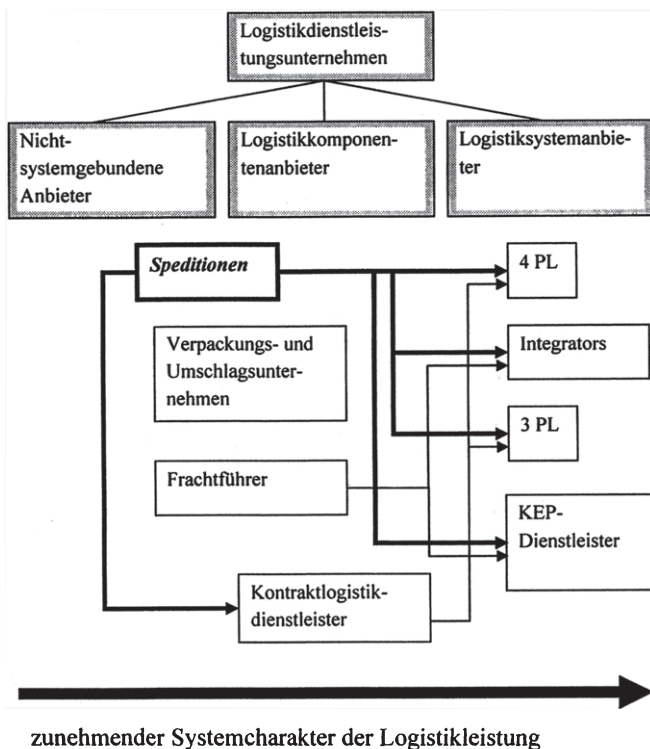 Logistikdienstleis-
tungsunternehmen
Nicht-
systemgebundene
Anbieter
Logistikkomponen-
tenanbieter
Logistiksystemanbie-
ter
Speditionen
4 PL
Verpackungs- und
Umschlagsunter-
nehmen
Integrators
3 PL
Frachtführer
KEP-
Dienstleister
Kontraktlogistik-
dienstleister
zunehmender Systemcharakter der Logistikleistung